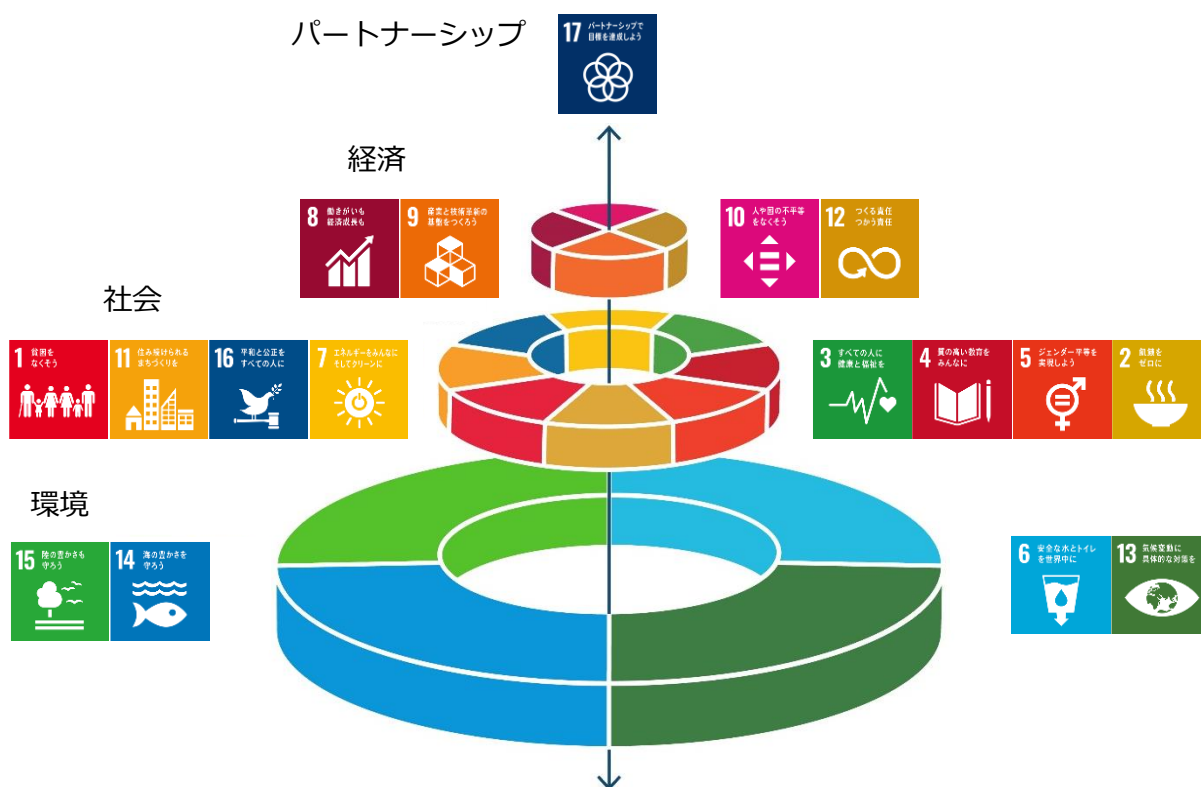 パートナーシップ
17 パートナーシップで
目標を達成しよう
経済
8 働きがいも
経済成長も
9 産業と技術革新の
基盤をつくろう
10 人や国の不平等
をなくそう
12 つくる責任
つかう責任
社会
1 貧困を
なくそう
11 住み続けられる
まちづくりを
16 平和と公正を
すべての人に
7 エネルギーをみんなに
そしてクリーンに
3 すべての人に
健康と福祉を
4 質の高い教育を
みんなに
5 ジェンダー平等を
実現しよう
2 飢餓を
ゼロに
環境
15 陸の豊かさも
守ろう
14 海の豊かさを
守ろう
6 安全な水とトイレ
を世界中に
13 気候変動に
具体的な対策を